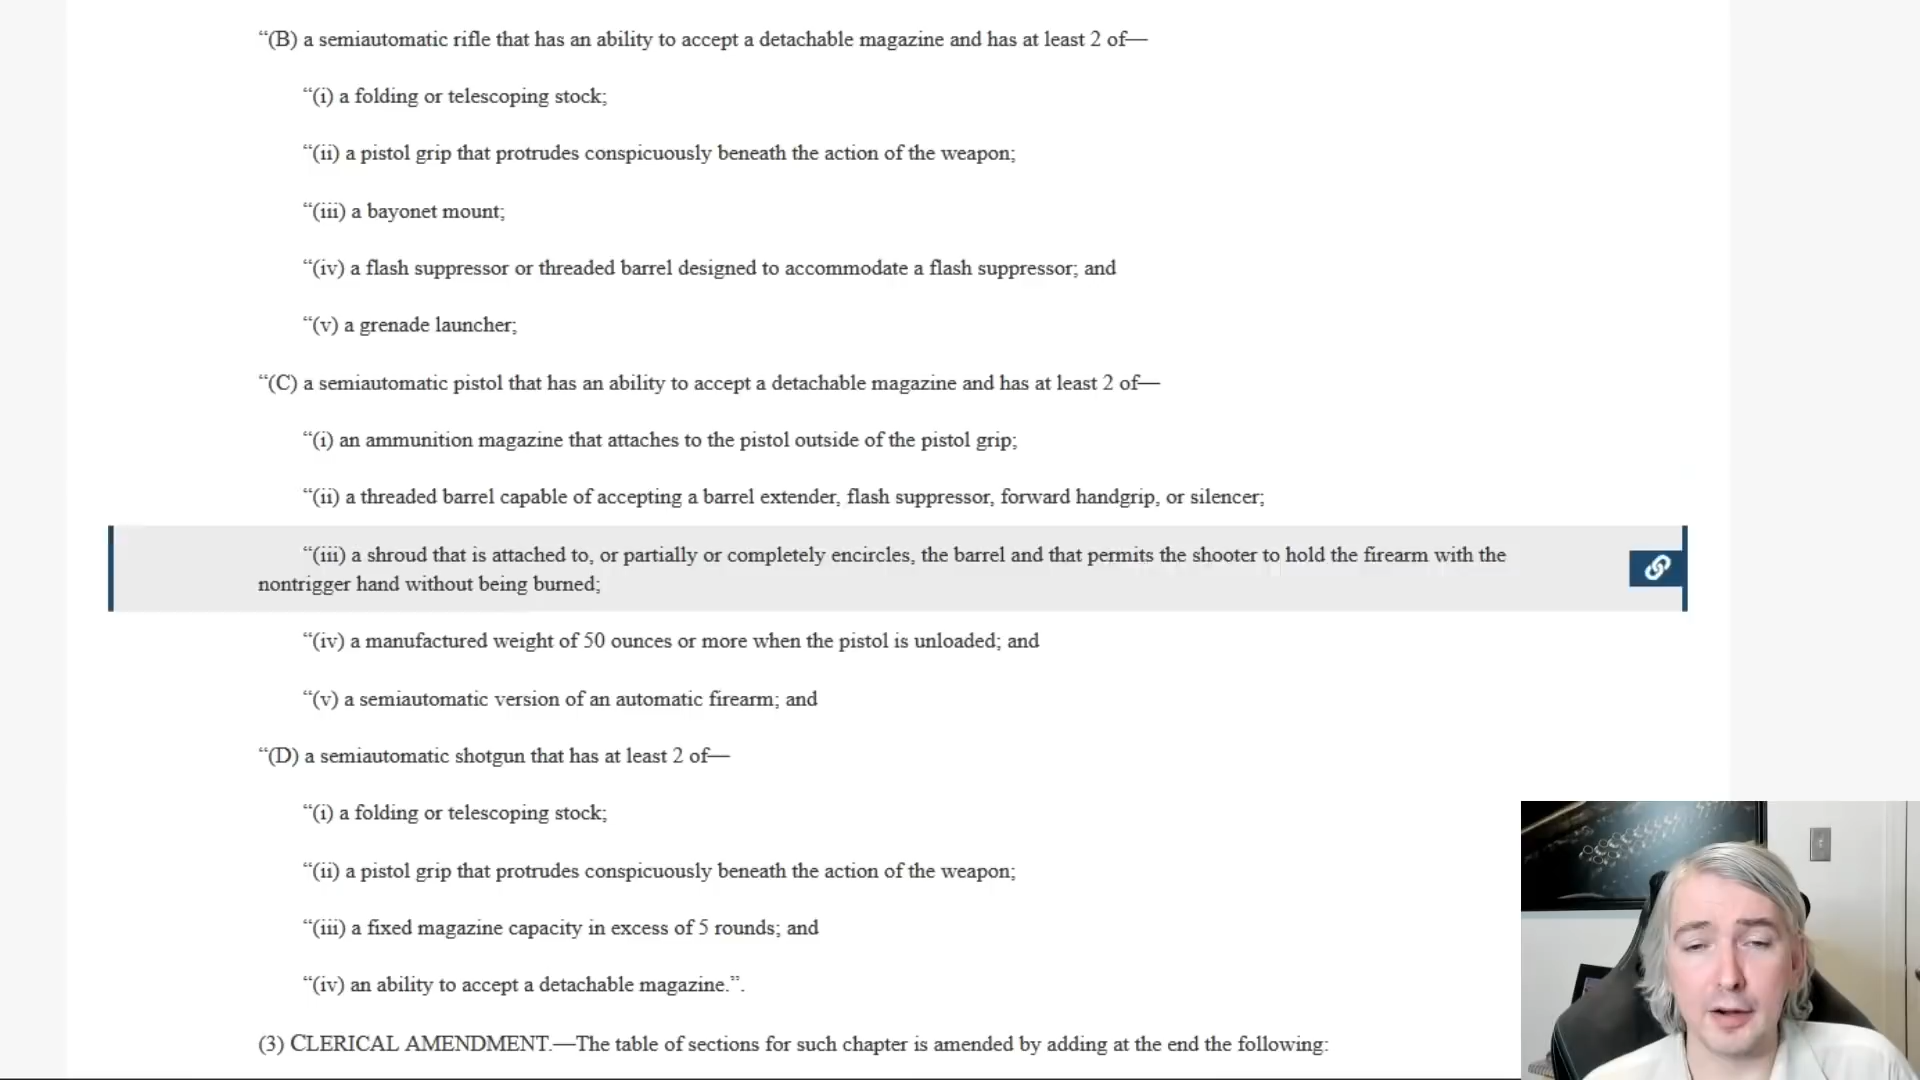 “(B) a semiautomatic rifle that has an ability to accept a detachable magazine and has at least 2 of—
“(i) a folding or telescoping stock;
“(ii) a pistol grip that protrudes conspicuously beneath the action of the weapon;
“(iii) a bayonet mount;
“(iv) a flash suppressor or threaded barrel designed to accommodate a flash suppressor; and
“(v) a grenade launcher;
“(C) a semiautomatic pistol that has an ability to accept a detachable magazine and has at least 2 of—
“(i) an ammunition magazine that attaches to the pistol outside of the pistol grip;
“(ii) a threaded barrel capable of accepting a barrel extender, flash suppressor, forward handgrip, or silencer;
“(iii) a shroud that is attached to, or partially or completely encircles, the barrel and that permits the shooter to hold the firearm with the
nontrigger hand without being burned;
“(iv) a manufactured weight of 50 ounces or more when the pistol is unloaded; and
“(v) a semiautomatic version of an automatic firearm; and
“(D) a semiautomatic shotgun that has at least 2 of—
“(i) a folding or telescoping stock;
“(ii) a pistol grip that protrudes conspicuously beneath the action of the weapon;
“(iii) a fixed magazine capacity in excess of 5 rounds; and
“(iv) an ability to accept a detachable magazine.”.
(3) CLERICAL AMENDMENT.—The table of sections for such chapter is amended by adding at the end the following: